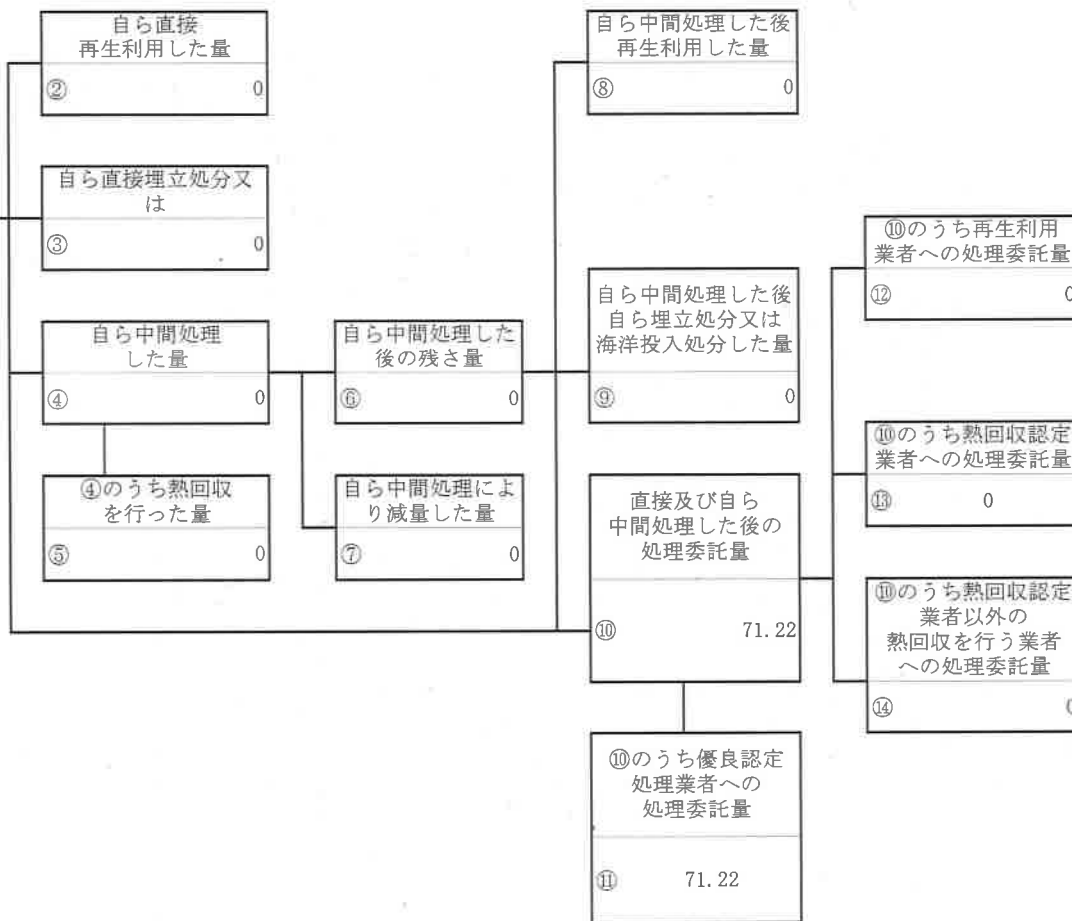 自ら直接
再生利用した量
② 0
自ら直接埋立処分又
は
③ 0
自ら中間処理
した量
④ 0
④のうち熱回収
を行った量
⑤ 0
自ら中間処理した
後の残さ量
⑥ 0
自ら中間処理によ
り減量した量
⑦ 0
自ら中間処理した後
再生利用した量
⑧ 0
自ら中間処理した後
自ら埋立処分又は
海洋投入処分した量
⑨ 0
直接及び自ら
中間処理した後の
処理委託量
⑩ 71.22
⑩のうち優良認定
処理業者への
処理委託量
⑪ 71.22
⑩のうち再生利用
業者への処理委託量
⑫ 0
⑩のうち熱回収認定
業者への処理委託量
⑬ 0
⑩のうち熱回収認定
業者以外の
熱回収を行う業者
への処理委託量
⑭ 0